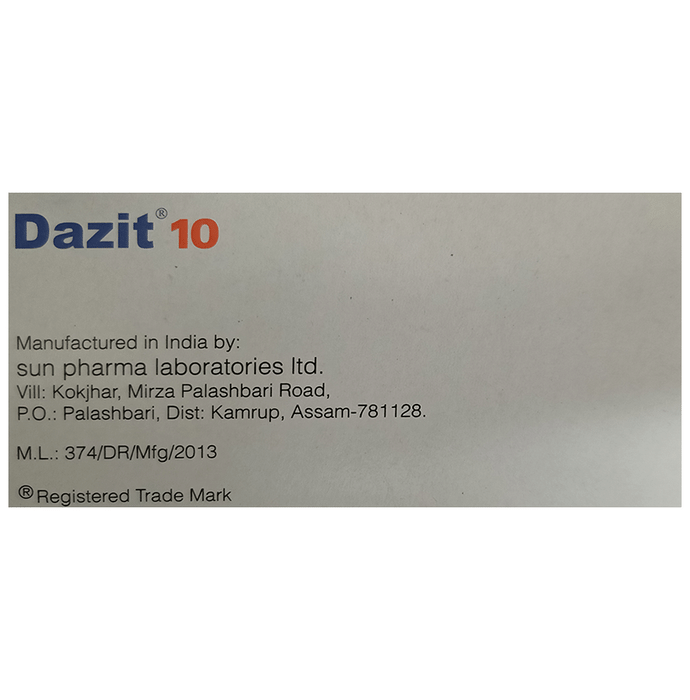 Dazit® 10
Manufactured in India by:
sun pharma laboratories ltd.
Vill: Kokjhar, Mirza Palashbari Road,
P.O.: Palashbari, Dist: Kamrup, Assam-781128.
M.L.: 374/DR/Mfg/2013
® Registered Trade Mark